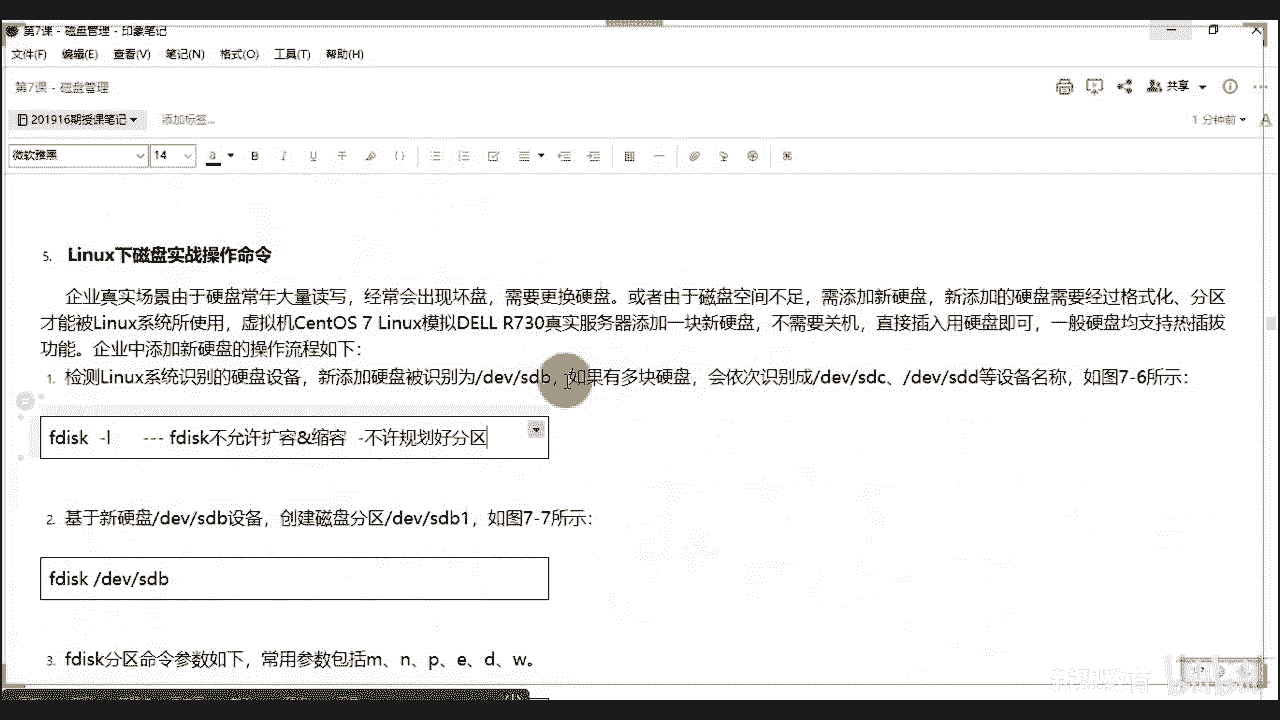 第7课 - 磁盘管理 - 印象笔记
文件(F) 编辑(E) 查看(V) 笔记(N) 格式(O) 工具(T) 帮助(H)
第7课 - 磁盘管理
共享
201916期授课笔记 添加标签...
1 分钟前
微软雅黑 14
5. Linux下磁盘实战操作命令
企业真实场景由于硬盘常年大量读写，经常会出现坏盘，需要更换硬盘。或者由于磁盘空间不足，需添加新硬盘，新添加的硬盘需要经过格式化、分区
才能被Linux系统所使用，虚拟机CentOS 7 Linux模拟DELL R730真实服务器添加一块新硬盘，不需要关机，直接插入用硬盘即可，一般硬盘均支持热插拔
功能。企业中添加新硬盘的操作流程如下：
1. 检测Linux系统识别的硬盘设备，新添加硬盘被识别为/dev/sdb，如果有多块硬盘，会依次识别成/dev/sdc、/dev/sdd等设备名称，如图7-6所示：
fdisk -l --- fdisk不允许扩容&缩容 -不许规划好分区
2. 基于新硬盘/dev/sdb设备，创建磁盘分区/dev/sdb1，如图7-7所示：
fdisk /dev/sdb
3. fdisk分区命令参数如下，常用参数包括m、n、p、e、d、w。